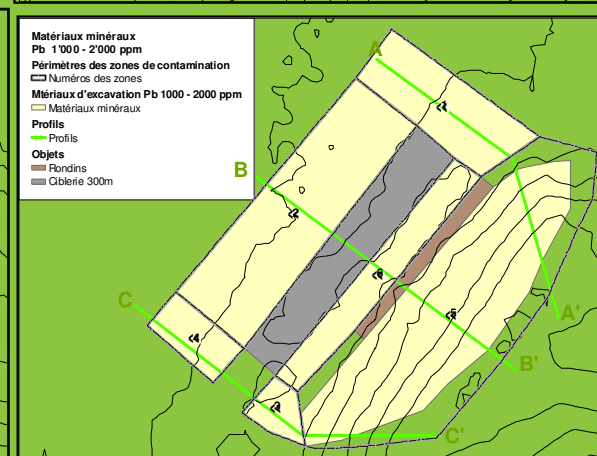 Matériaux minéraux
Pb 1'000 - 2'000 ppm
Périmètres des zones de contamination
Numéros des zones
Mtériaux d'excavation Pb 1000 - 2000 ppm
Matériaux minéraux
Profils
Profils
Objets
Rondins
Ciblerie 300m
A
B
C
A'
B'
C'